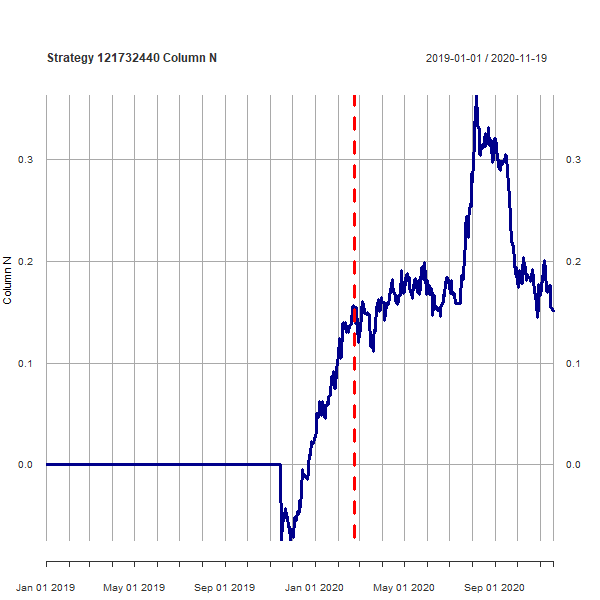 Strategy 121732440 Column N
2019-01-01 / 2020-11-19
Column N
0.3
0.3
0.2
0.2
0.1
0.1
0.0
0.0
Jan 01 2019
May 01 2019
Sep 01 2019
Jan 01 2020
May 01 2020
Sep 01 2020